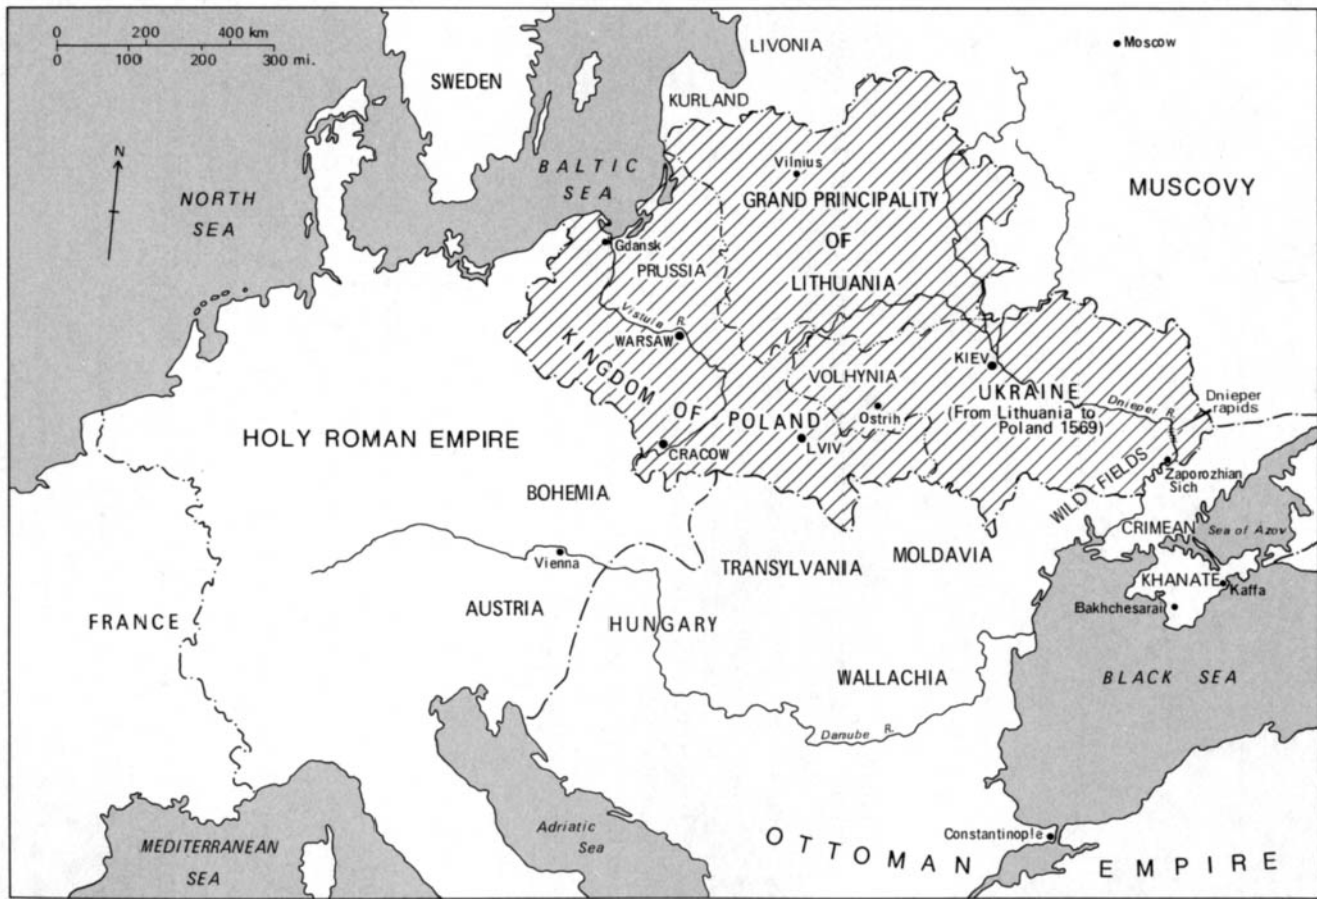 0 200 400 km
0 100 200 300 mi.
N
LIVONIA
Moscow
SWEDEN
KURLAND
BALTIC
SEA
NORTH
SEA
Vilnius
GRAND PRINCIPALITY
OF
LITHUANIA
MUSCOVY
Gdansk
PRUSSIA
Vistula R.
WARSAW
KINGDOM OF POLAND
VOLHYNIA
KIEV
UKRAINE
(From Lithuania to
Poland 1569)
Dnieper R.
Dnieper
rapids
Ostrih
LVIV
CRACOW
HOLY ROMAN EMPIRE
BOHEMIA
WILD FIELDS
Zaporozhian
Sich
CRIMEAN
KHANATE
Sea of Azov
Kaffa
Bakhchesarai
Vienna
TRANSYLVANIA
MOLDAVIA
FRANCE
AUSTRIA
HUNGARY
WALLACHIA
BLACK SEA
Danube R.
Adriatic
Sea
MEDITERRANEAN
SEA
Constantinople
OTTOMAN EMPIRE